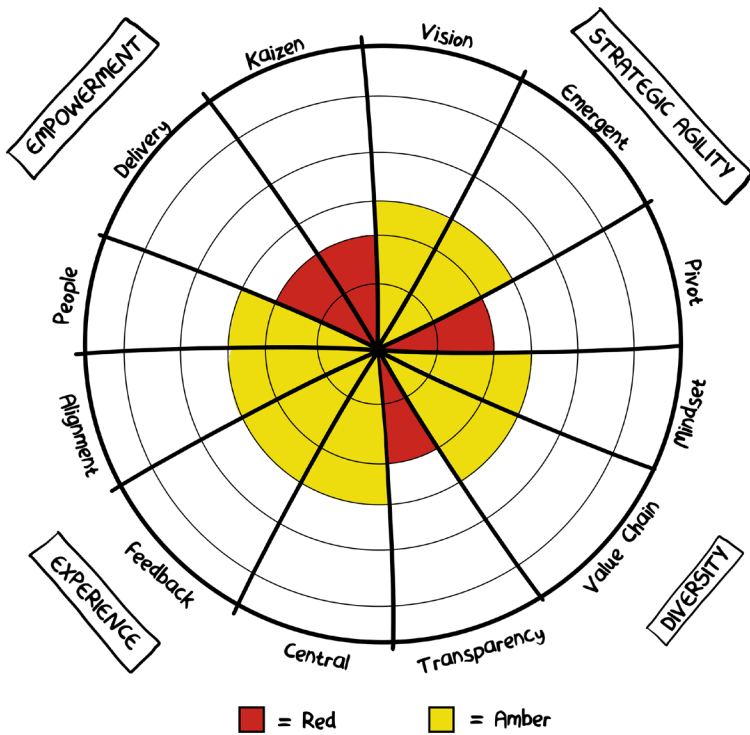 EMPOWERMENT
Kaizen
Vision
STRATEGIC AGILITY
Delivery
Emergent
People
Pivot
Alignment
Mindset
Feedback
Value Chain
EXPERIENCE
Central
Transparency
DIVERSITY
= Red
= Amber